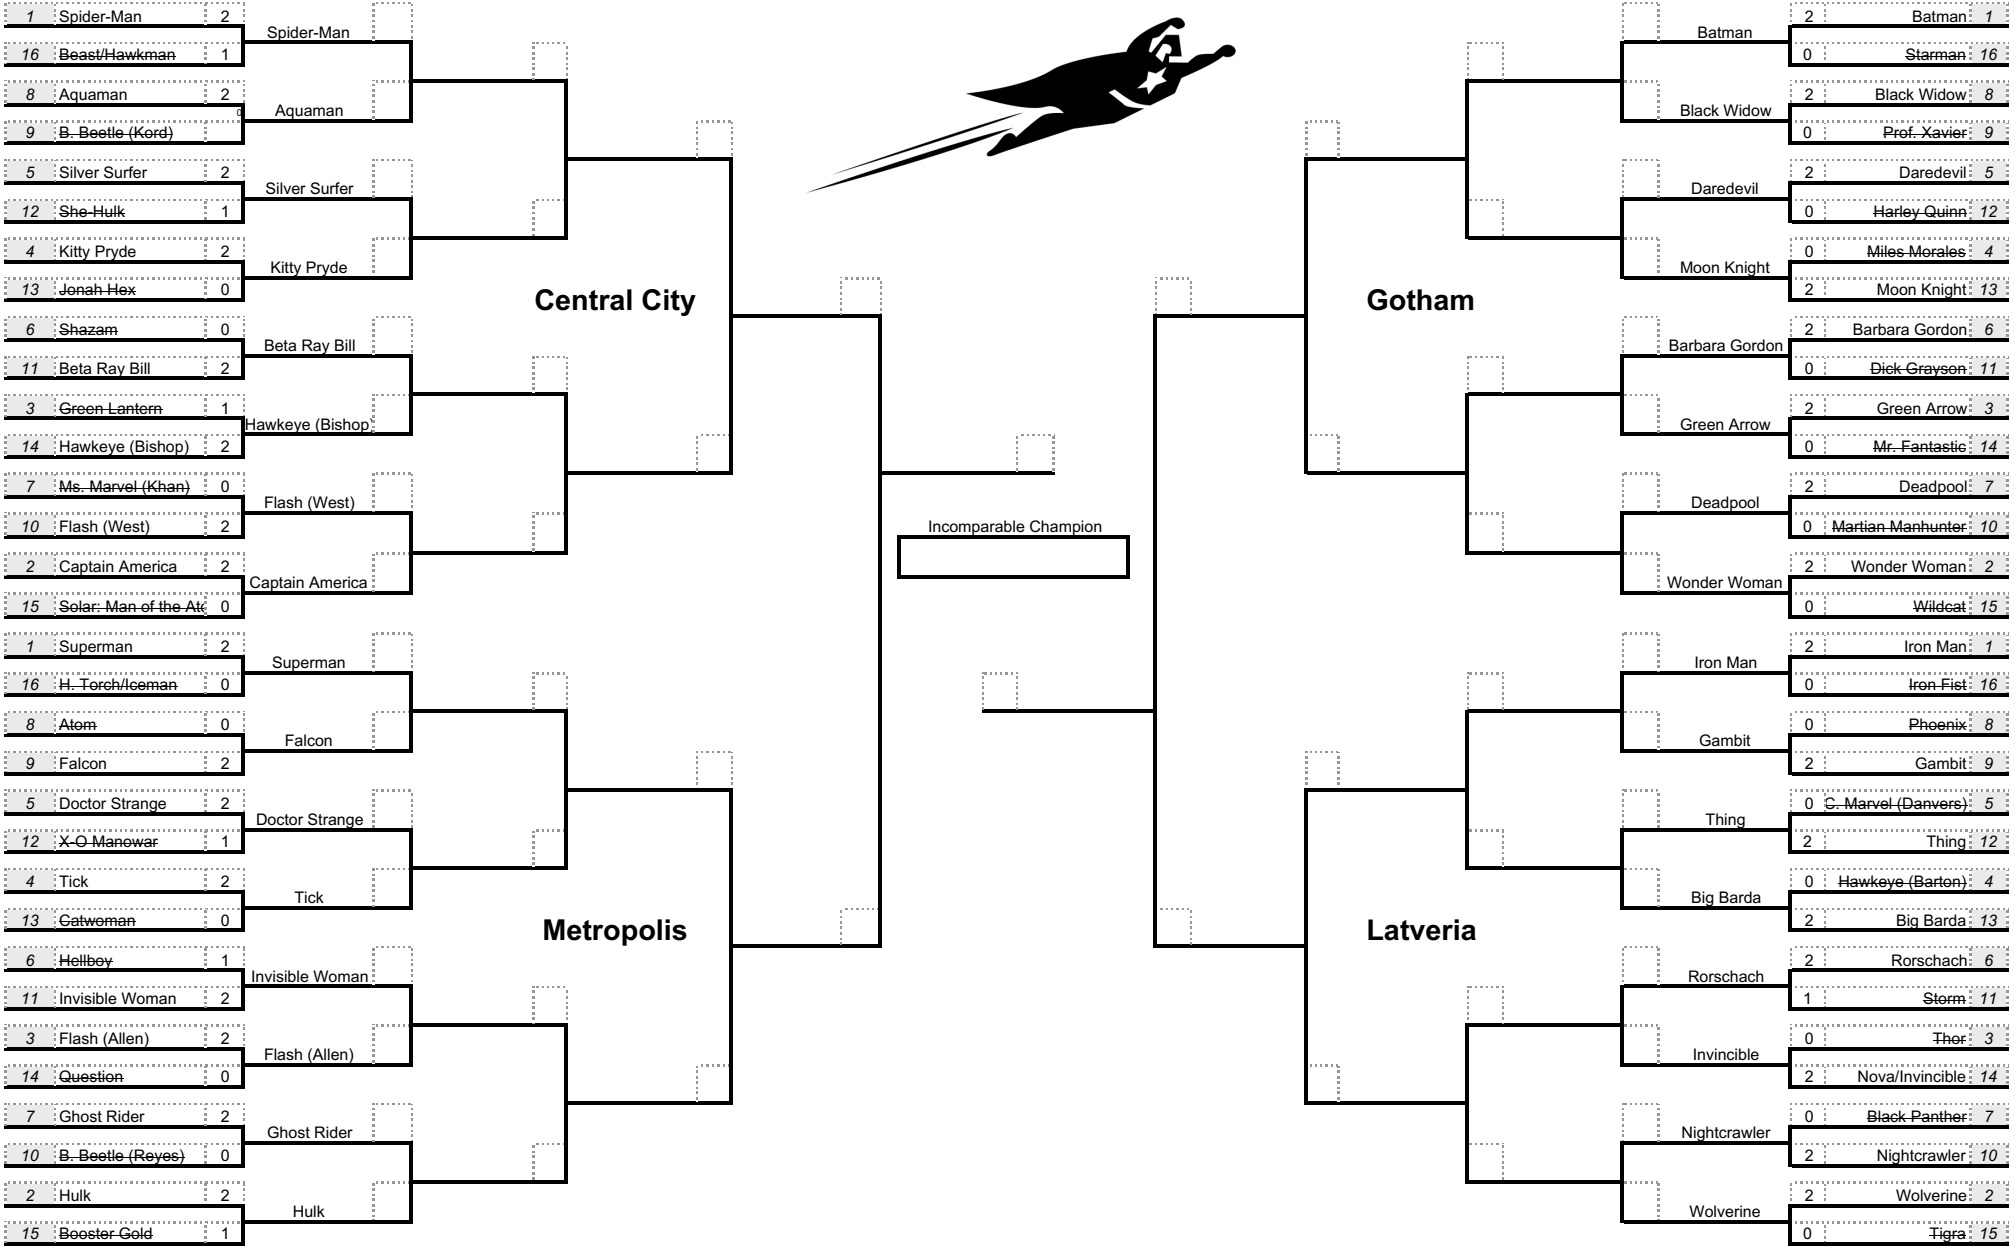 1 Spider-Man 2
16 Beast/Hawkman 1
Spider-Man
8 Aquaman 2
0
9 B. Beetle (Kord)
Aquaman
5 Silver Surfer 2
12 She-Hulk 1
Silver Surfer
4 Kitty Pryde 2
13 Jonah Hex 0
Kitty Pryde
Central City
6 Shazam 0
11 Beta Ray Bill 2
Beta Ray Bill
3 Green Lantern 1
14 Hawkeye (Bishop) 2
Hawkeye (Bishop)
7 Ms. Marvel (Khan) 0
10 Flash (West) 2
Flash (West)
2 Captain America 2
15 Solar: Man of the Ato 0
Captain America
1 Superman 2
16 H. Torch/Iceman 0
Superman
8 Atom 0
9 Falcon 2
Falcon
5 Doctor Strange 2
12 X-O Manowar 1
Doctor Strange
4 Tick 2
13 Catwoman 0
Tick
Metropolis
6 Hellboy 1
11 Invisible Woman 2
Invisible Woman
3 Flash (Allen) 2
14 Question 0
Flash (Allen)
7 Ghost Rider 2
10 B. Beetle (Reyes) 0
Ghost Rider
2 Hulk 2
15 Booster Gold 1
Hulk
Incomparable Champion
2 Batman 1
0 Starman 16
Batman
2 Black Widow 8
0 Prof. Xavier 9
Black Widow
2 Daredevil 5
0 Harley Quinn 12
Daredevil
0 Miles Morales 4
2 Moon Knight 13
Moon Knight
Gotham
2 Barbara Gordon 6
0 Dick Grayson 11
Barbara Gordon
2 Green Arrow 3
0 Mr. Fantastic 14
Green Arrow
2 Deadpool 7
0 Martian Manhunter 10
Deadpool
2 Wonder Woman 2
0 Wildcat 15
Wonder Woman
2 Iron Man 1
0 Iron Fist 16
Iron Man
0 Phoenix 8
2 Gambit 9
Gambit
0 C. Marvel (Danvers) 5
2 Thing 12
Thing
0 Hawkeye (Barton) 4
2 Big Barda 13
Big Barda
Latveria
2 Rorschach 6
1 Storm 11
Rorschach
0 Thor 3
2 Nova/Invincible 14
Invincible
0 Black Panther 7
2 Nightcrawler 10
Nightcrawler
2 Wolverine 2
0 Tigra 15
Wolverine